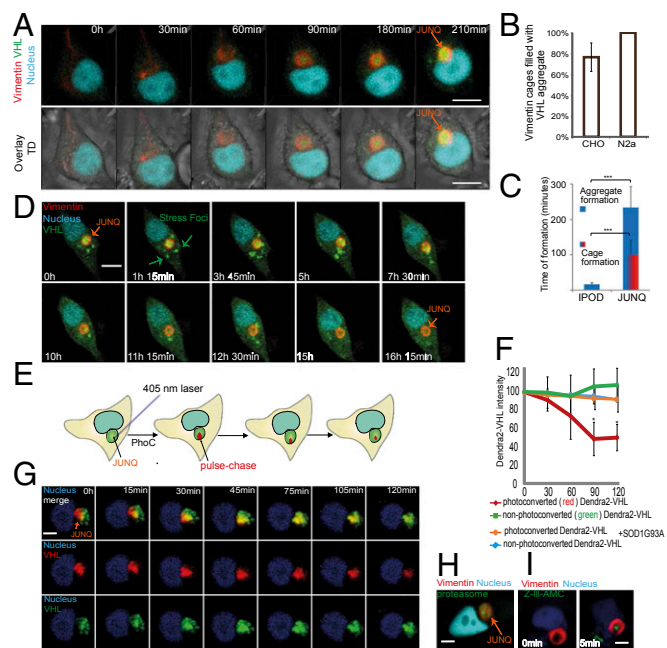 A
0h 30min 60min 90min 180min 210min
JUNQ
Vimentin VHL
Nucleus
Overlay
TD
B
Vimentin cages filled with
VHL aggregate
100%
80%
60%
40%
20%
0%
CHO N2a
C
Time of formation (minutes)
300
200
100
0
***
Aggregate
formation
***
Cage
formation
IPOD JUNQ
D
Vimentin
Nucleus
VHL
JUNQ
Stress Foci
0h 1h 15min 3h 45min 5h 7h 30min
10h 11h 15min 12h 30min 15h 16h 15min
JUNQ
E
405 nm laser
PhoC
JUNQ
pulse-chase
F
Dendra2-VHL intensity
120
100
80
60
40
20
0
0 30 60 90 120
*
*
photoconverted (red) Dendra2-VHL
non-photoconverted (green) Dendra2-VHL
photoconverted Dendra2-VHL
+SOD1G93A
non-photoconverted Dendra2-VHL
G
Nucleus
merge
0h 15min 30min 45min 75min 105min 120min
JUNQ
Nucleus
VHL
Nucleus
VHL
H
Vimentin Nucleus
proteasome
JUNQ
I
Vimentin Nucleus
Z-lll-AMC
0min 5min